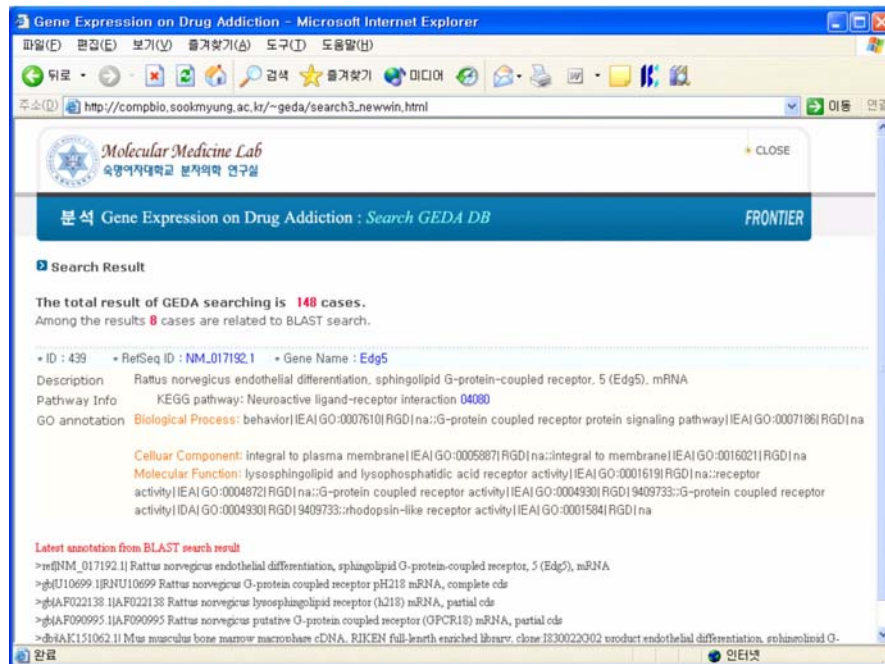 Gene Expression on Drug Addiction - Microsoft Internet Explorer
파일(F) 편집(E) 보기(V) 즐겨찾기(A) 도구(T) 도움말(H)
뒤로 검색 즐겨찾기 미디어
주소(D) http://compbio.sookmyung.ac.kr/~geda/search3_newwin.html 이동 연결
Molecular Medicine Lab
숙명여자대학교 분자의학 연구실
CLOSE
분석 Gene Expression on Drug Addiction : Search GEDA DB FRONTIER
Search Result
The total result of GEDA searching is 148 cases.
Among the results 8 cases are related to BLAST search.
ID : 439 RefSeq ID : NM_017192.1 Gene Name : Edg5
Description Rattus norvegicus endothelial differentiation, sphingolipid G-protein-coupled receptor, 5 (Edg5), mRNA
Pathway Info KEGG pathway: Neuroactive ligand-receptor interaction 04080
GO annotation Biological Process: behavior|IEA|GO:0007610|RGD|na::G-protein coupled receptor protein signaling pathway|IEA|GO:0007186|RGD|na
Celluar Component: integral to plasma membrane|IEA|GO:0005887|RGD|na::integral to membrane|IEA|GO:0016021|RGD|na
Molecular Function: lysosphingolipid and lysophosphatidic acid receptor activity|IEA|GO:0001619|RGD|na::receptor
activity|IEA|GO:0004872|RGD|na::G-protein coupled receptor activity|IEA|GO:0004930|RGD|9409733::G-protein coupled receptor
activity|IDA|GO:0004930|RGD|9409733::rhodopsin-like receptor activity|IEA|GO:0001584|RGD|na
Latest annotation from BLAST search result
>ref|NM_017192.1| Rattus norvegicus endothelial differentiation, sphingolipid G-protein-coupled receptor, 5 (Edg5), mRNA
>gb|U10699.1|RNU10699 Rattus norvegicus G-protein coupled receptor pH218 mRNA, complete cds
>gb|AF022138.1|AF022138 Rattus norvegicus lysosphingolipid receptor (h218) mRNA, partial cds
>gb|AF090995.1|AF090995 Rattus norvegicus putative G-protein coupled receptor (GPCR18) mRNA, partial cds
>dbj|AK151062.1| Mus musculus bone marrow macrophage cDNA, RIKEN full-length enriched library, clone:I830022G02 product:endothelial differentiation, sphingolipid G-
완료 인터넷